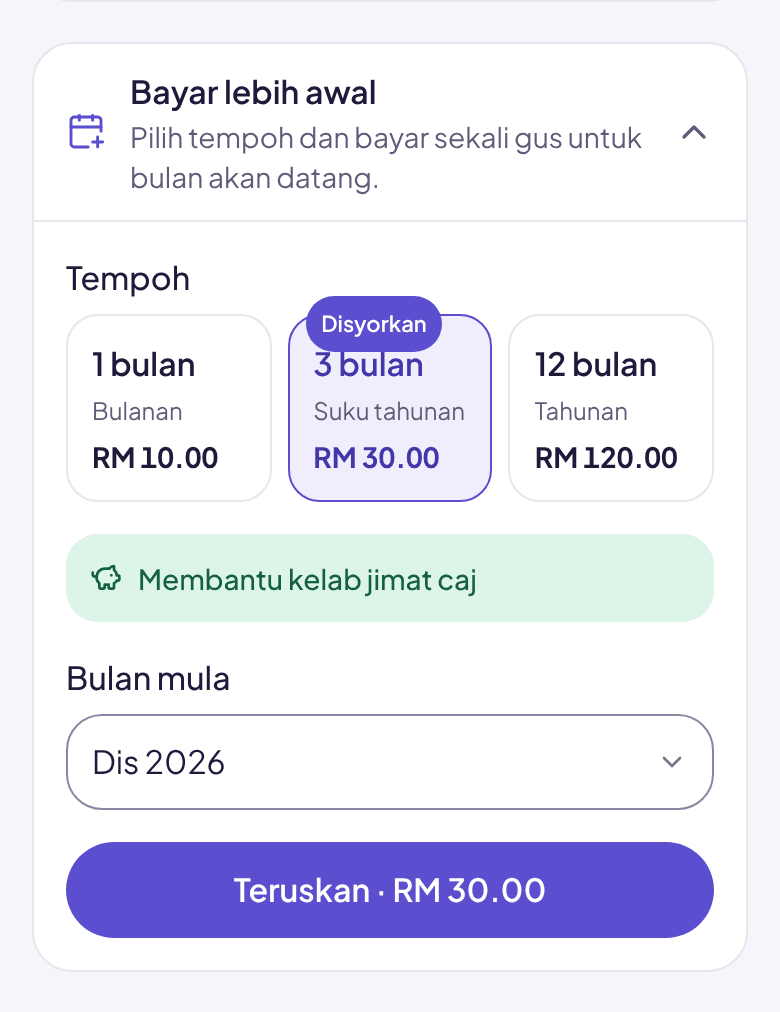 Bayar lebih awal
Pilih tempoh dan bayar sekali gus untuk
bulan akan datang.
Tempoh
1 bulan
Bulanan
RM 10.00
Disyorkan
3 bulan
Suku tahunan
RM 30.00
12 bulan
Tahunan
RM 120.00
Membantu kelab jimat caj
Bulan mula
Dis 2026
Teruskan · RM 30.00